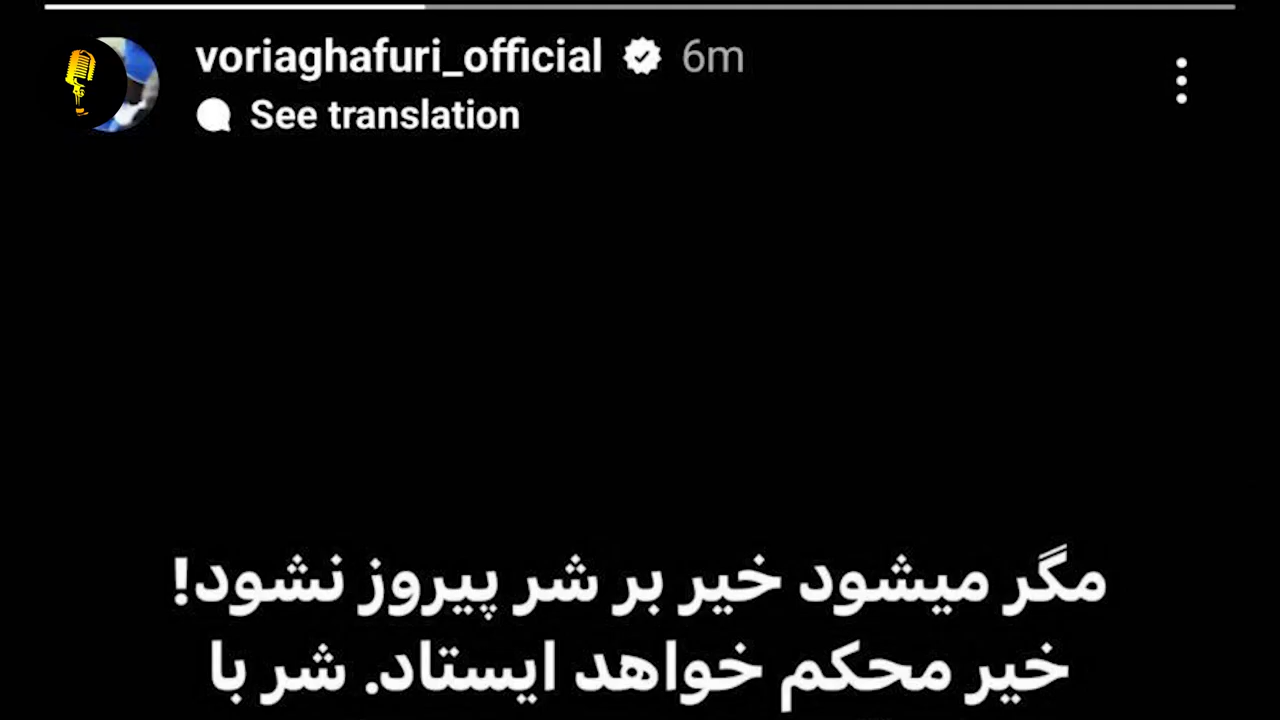 voriaghafuri_official 6m
See translation
مگر میشود خیر بر شر پیروز نشود!
خیر محکم خواهد ایستاد. شر با